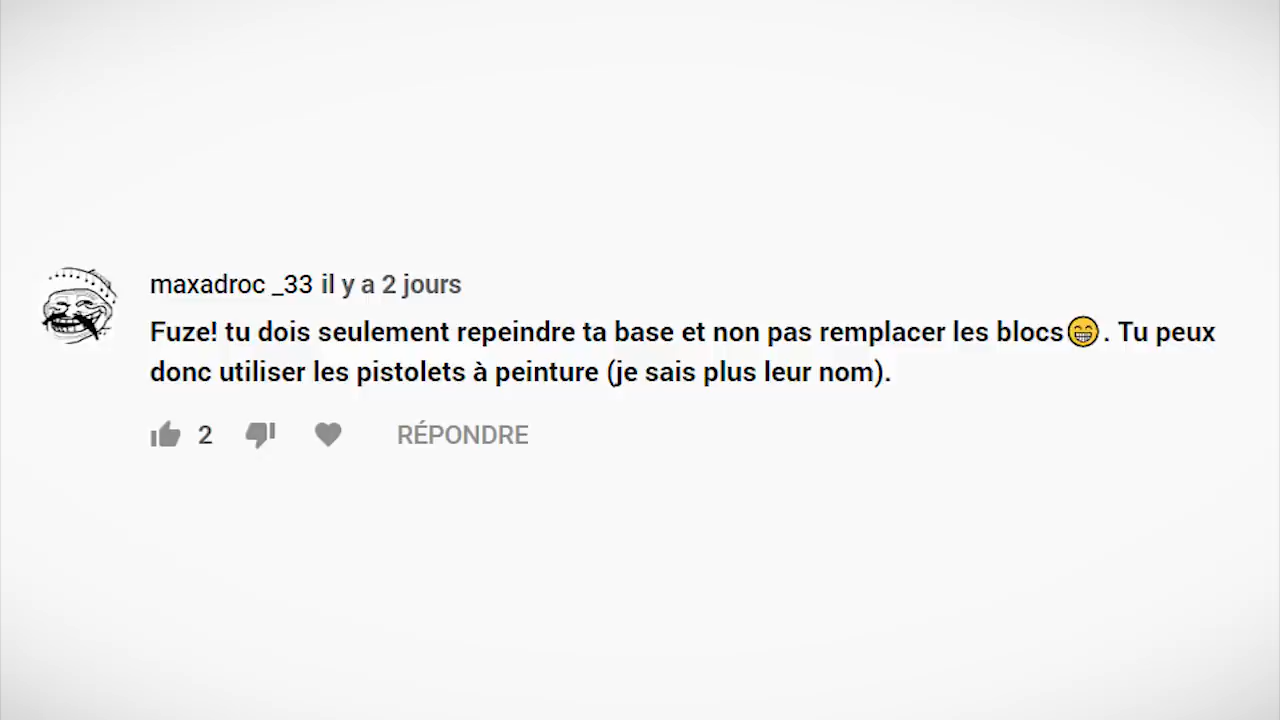 maxadroc _33 il y a 2 jours
Fuze! tu dois seulement repeindre ta base et non pas remplacer les blocs😁. Tu peux
donc utiliser les pistolets à peinture (je sais plus leur nom).
2 RÉPONDRE